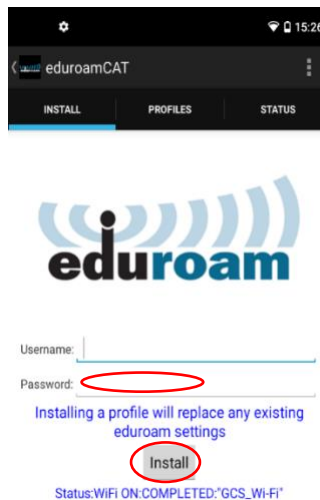 15:26
eduroamCAT
INSTALL PROFILES STATUS
eduroam
Username:
Password:
Installing a profile will replace any existing
eduroam settings
Install
Status:WiFi ON:COMPLETED:"GCS_Wi-Fi"